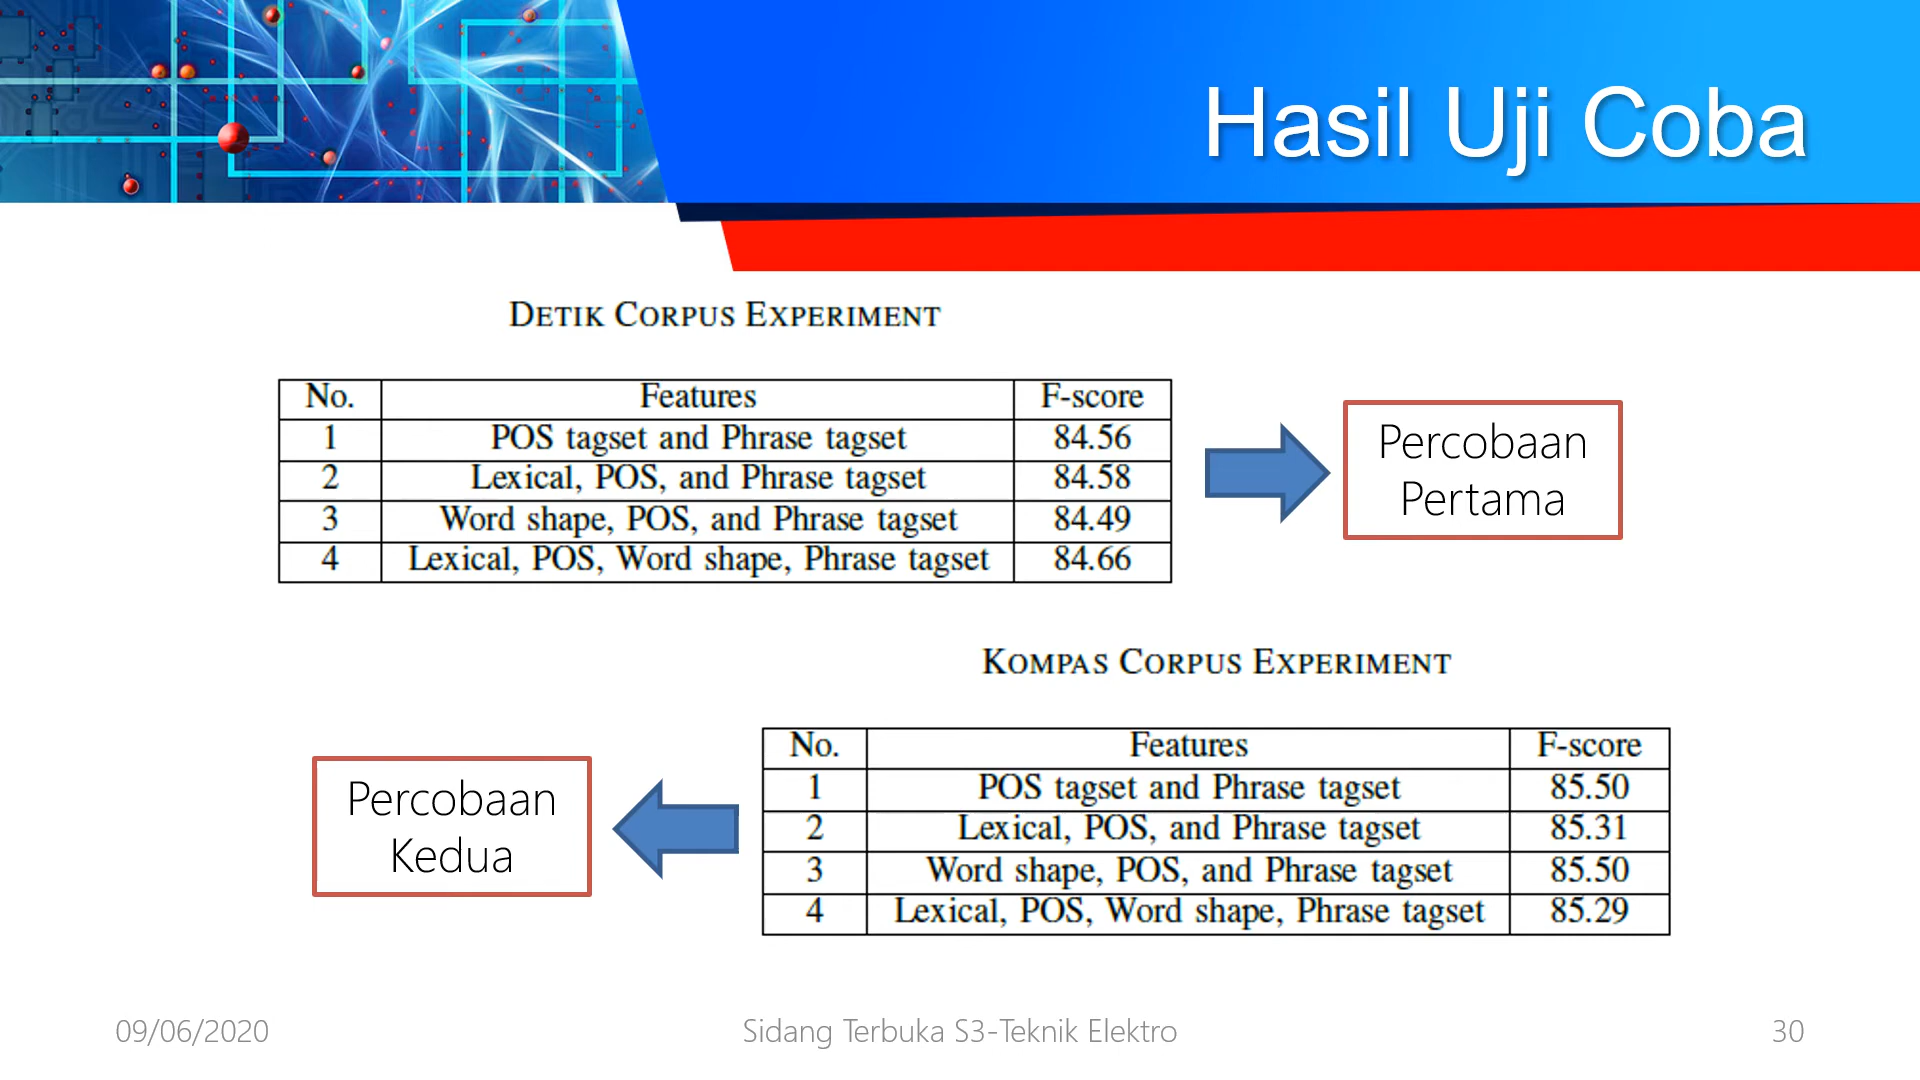 Hasil Uji Coba
DETIK CORPUS EXPERIMENT
No. Features F-score
1 POS tagset and Phrase tagset 84.56
2 Lexical, POS, and Phrase tagset 84.58
3 Word shape, POS, and Phrase tagset 84.49
4 Lexical, POS, Word shape, Phrase tagset 84.66
Percobaan
Pertama
KOMPAS CORPUS EXPERIMENT
No. Features F-score
1 POS tagset and Phrase tagset 85.50
2 Lexical, POS, and Phrase tagset 85.31
3 Word shape, POS, and Phrase tagset 85.50
4 Lexical, POS, Word shape, Phrase tagset 85.29
Percobaan
Kedua
09/06/2020 Sidang Terbuka S3-Teknik Elektro 30